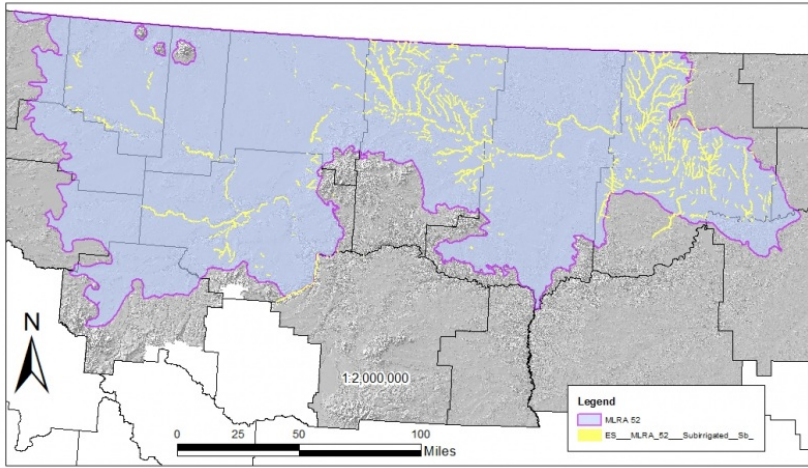 N
1:2,000,000
0 25 50 100
Miles
Legend
MLRA 52
ES___MLRA_52___Subirrigated__Sb_